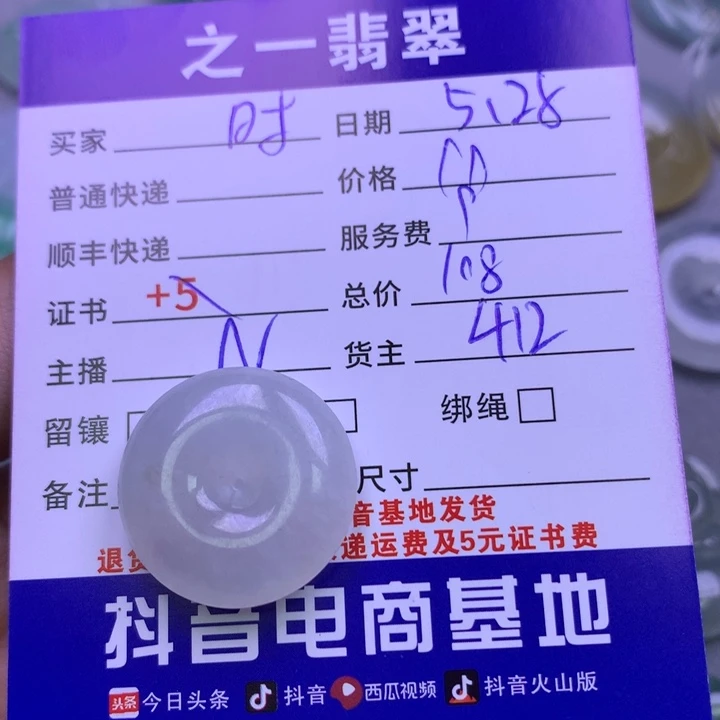 之一翡翠
买家 时 日期 5.28
普通快递 价格
顺丰快递 服务费
证书 +5 总价 108
主播 N 货主 412
留镶 绑绳
备注 尺寸
音基地发货
退货 递运费及5元证书费
抖音电商基地
头条 今日头条 抖音 西瓜视频 抖音火山版